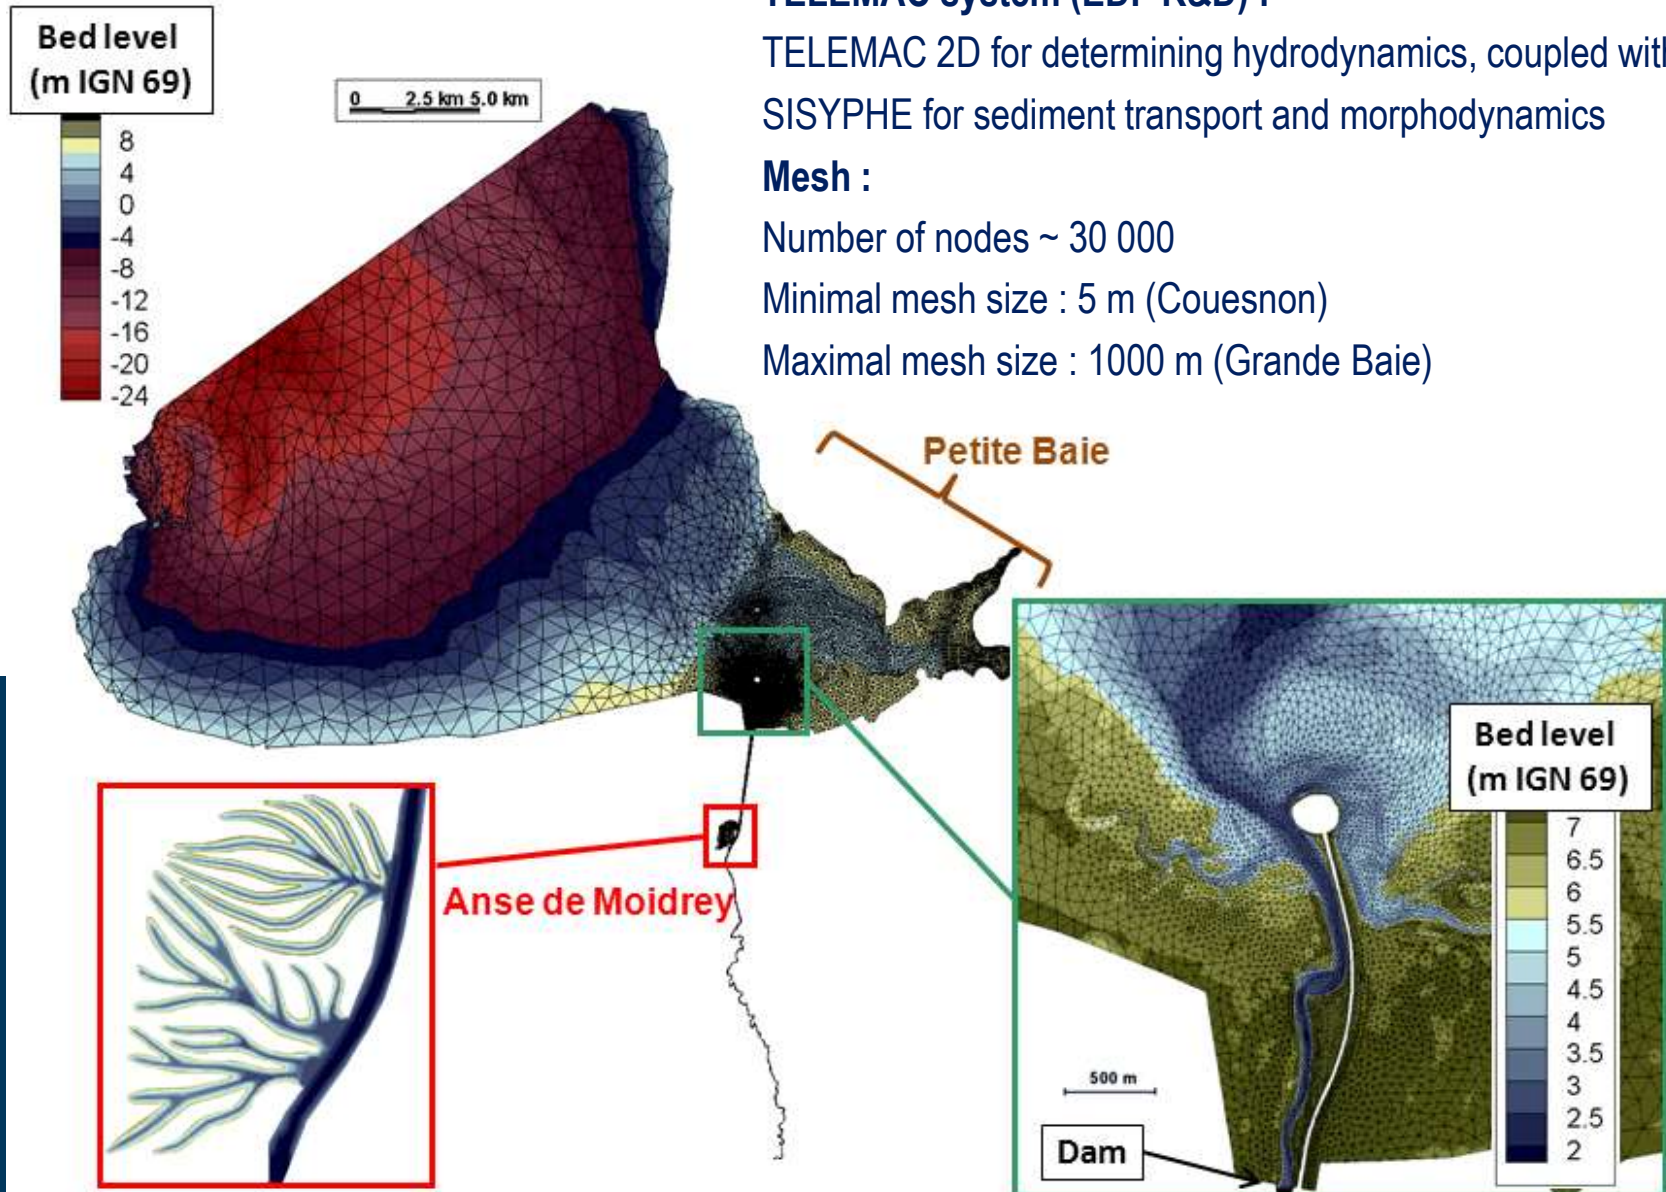 TELEMAC system (EDF R&D) :
TELEMAC 2D for determining hydrodynamics, coupled with
SISYPHE for sediment transport and morphodynamics
Mesh :
Number of nodes ~ 30 000
Minimal mesh size : 5 m (Couesnon)
Maximal mesh size : 1000 m (Grande Baie)
Bed level
(m IGN 69)
8
4
0
-4
-8
-12
-16
-20
-24
0 2.5 km 5.0 km
Petite Baie
Anse de Moidrey
Bed level
(m IGN 69)
7
6.5
6
5.5
5
4.5
4
3.5
3
2.5
2
500 m
Dam